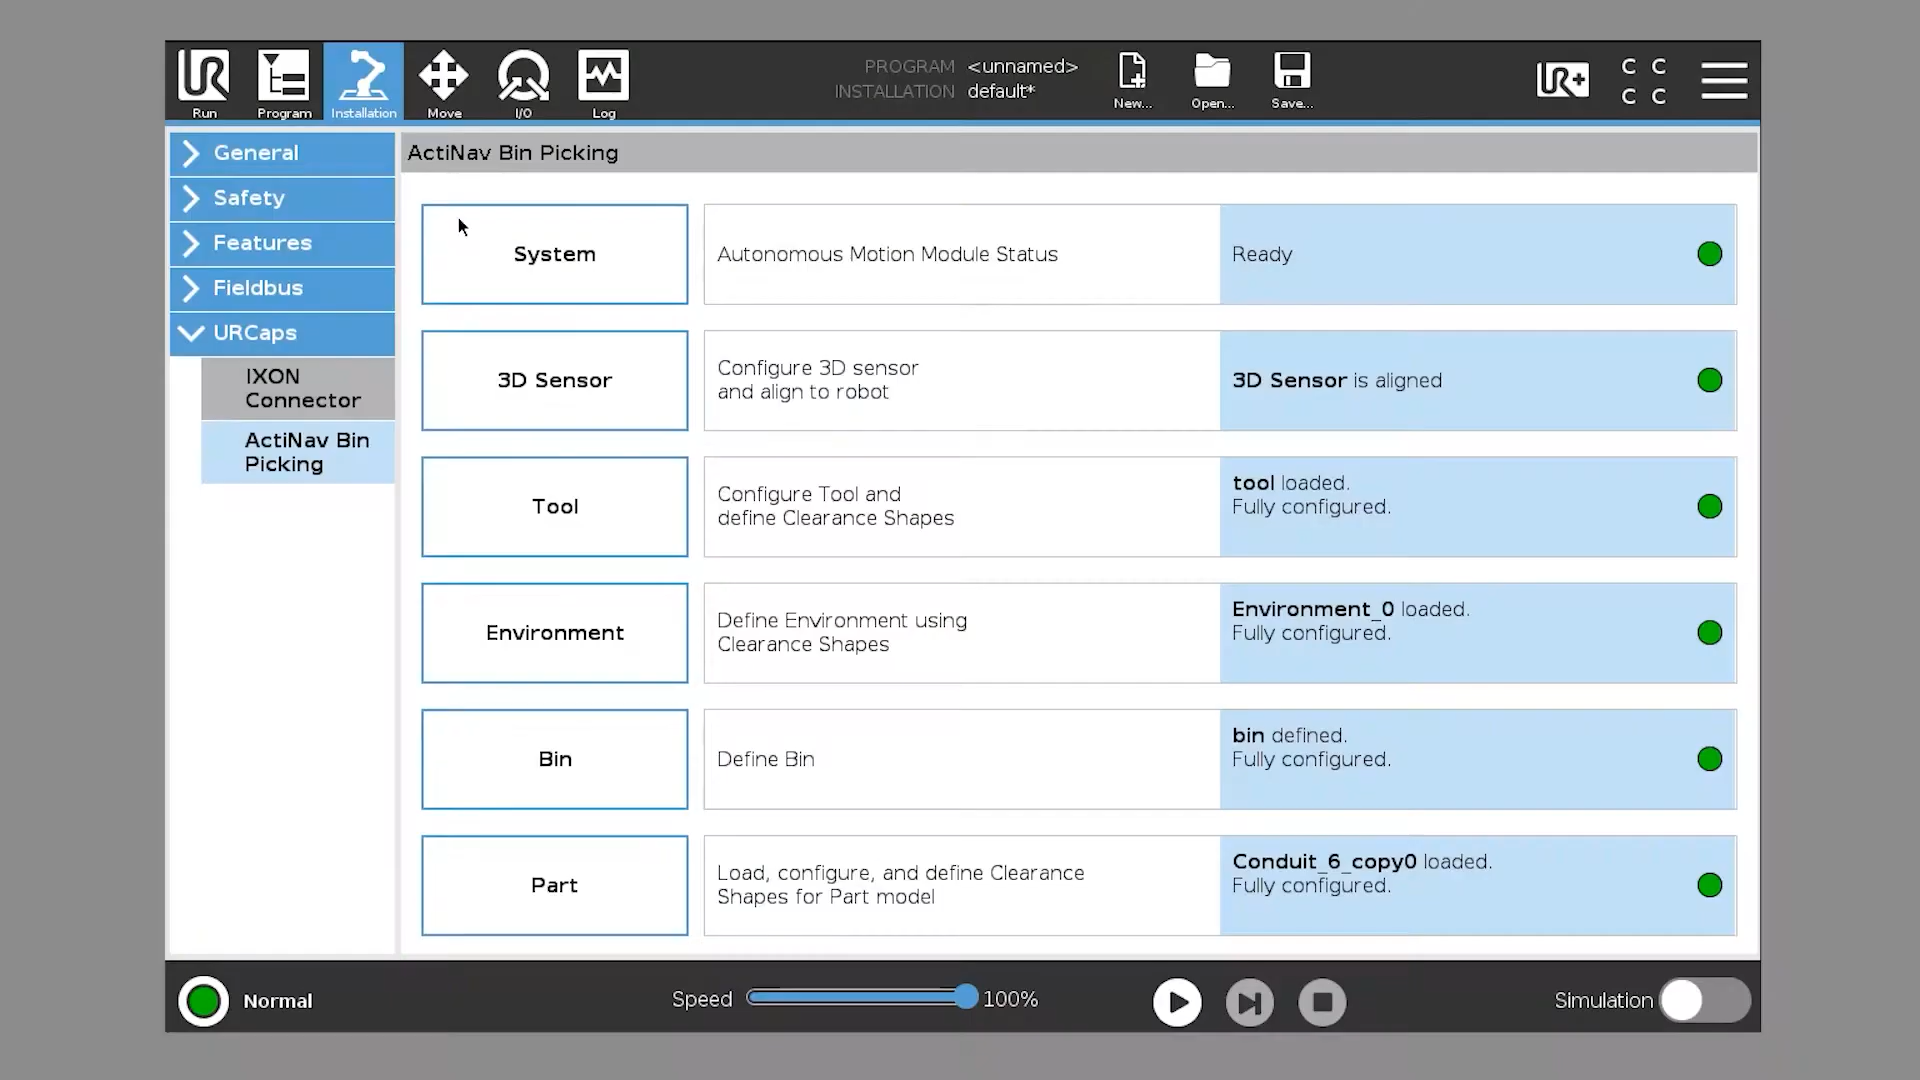 Run
Program
Installation
Move
I/O
Log
PROGRAM <unnamed>
INSTALLATION default*
New...
Open...
Save...
UR+
C C
C C
General
Safety
Features
Fieldbus
URCaps
IXON
Connector
ActiNav Bin
Picking
ActiNav Bin Picking
System
Autonomous Motion Module Status
Ready
3D Sensor
Configure 3D sensor
and align to robot
3D Sensor is aligned
Tool
Configure Tool and
define Clearance Shapes
tool loaded.
Fully configured.
Environment
Define Environment using
Clearance Shapes
Environment_0 loaded.
Fully configured.
Bin
Define Bin
bin defined.
Fully configured.
Part
Load, configure, and define Clearance
Shapes for Part model
Conduit_6_copy0 loaded.
Fully configured.
Normal
Speed 100%
Simulation